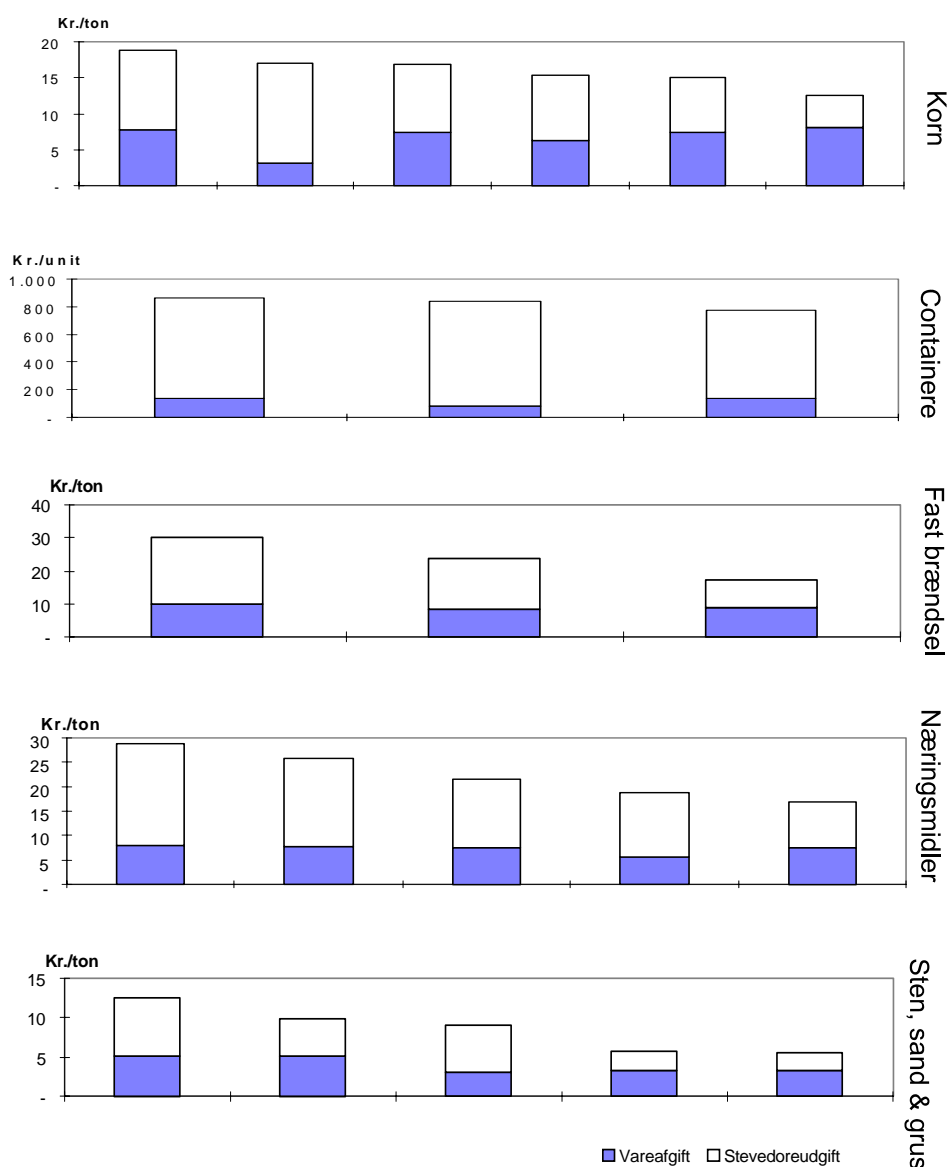 Kr./ton
20
15
10
5
-
Korn
Kr./unit
1.000
800
600
400
200
-
Containere
Kr./ton
40
30
20
10
-
Fast brændsel
Kr./ton
30
25
20
15
10
5
-
Næringsmidler
Kr./ton
15
10
5
-
Sten, sand & grus
Vareafgift Stevedoreudgift